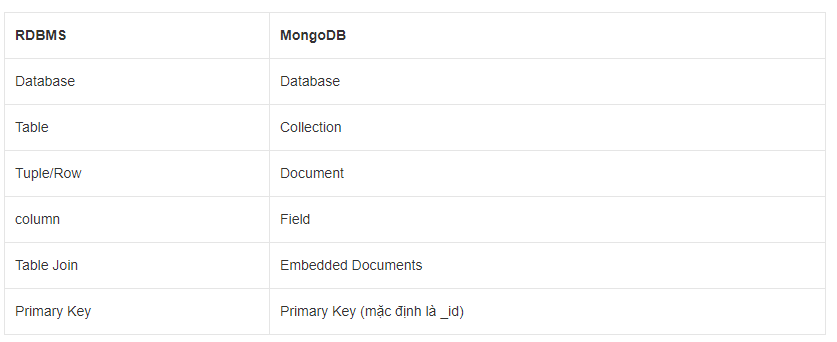 RDBMS MongoDB
Database Database
Table Collection
Tuple/Row Document
column Field
Table Join Embedded Documents
Primary Key Primary Key (mặc định là _id)